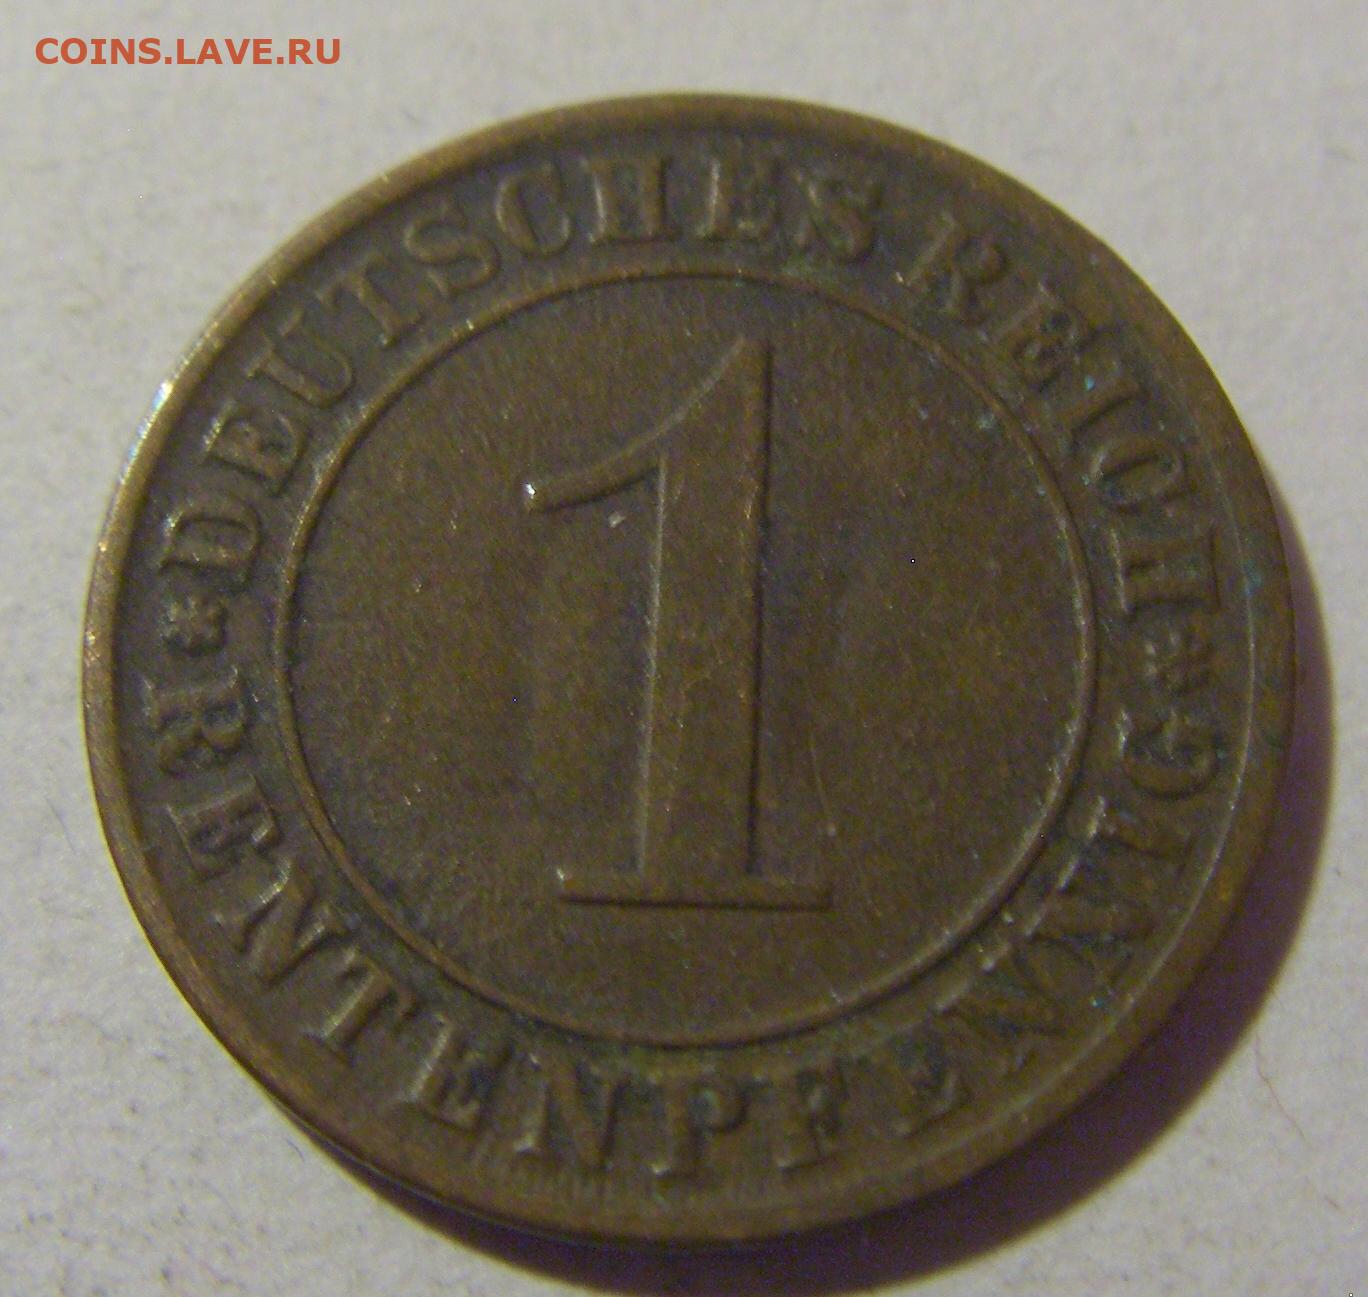 COINS.LAVE.RU
*DEUTSCHES REICH*
1
RENTENPFENNIG